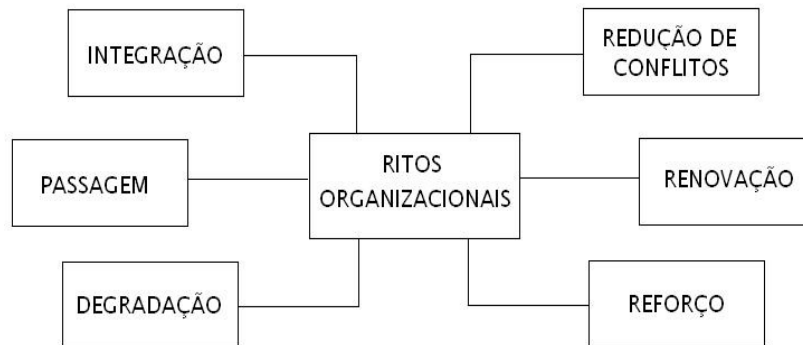 INTEGRAÇÃO
REDUÇÃO DE
CONFLITOS
PASSAGEM
RITOS
ORGANIZACIONAIS
RENOVAÇÃO
DEGRADAÇÃO
REFORÇO